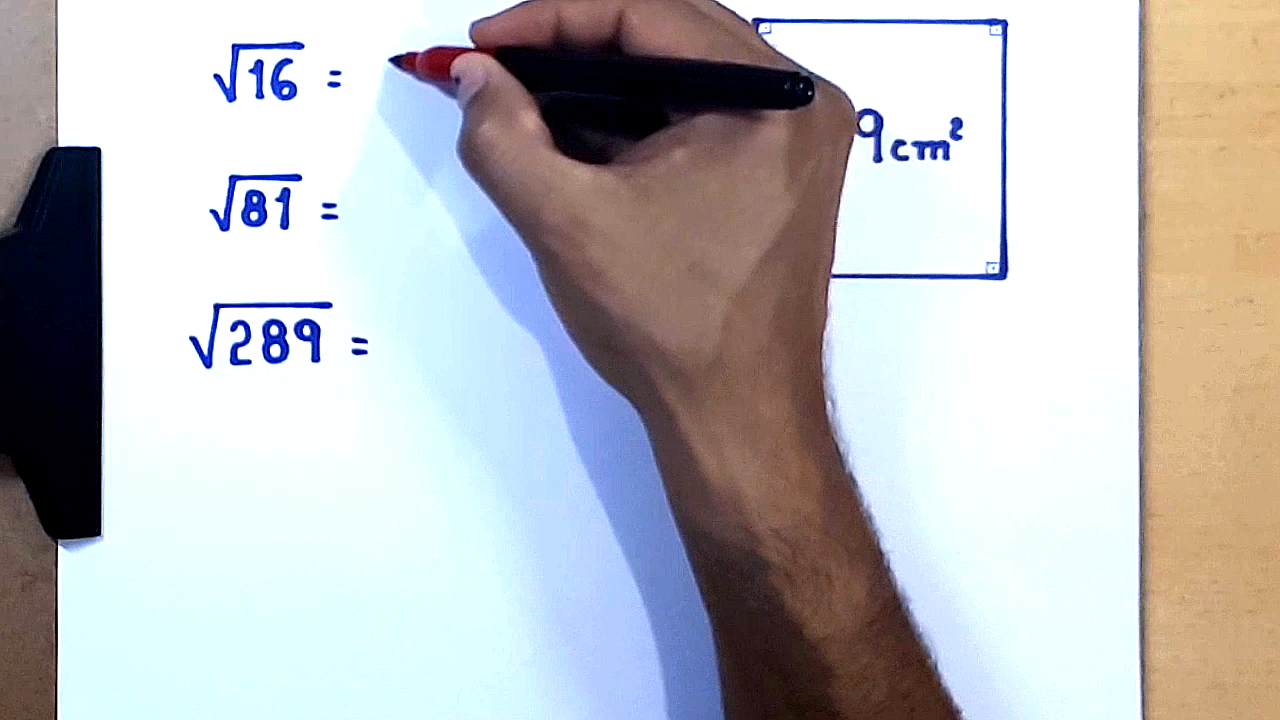 √16 =
√81 =
√289 =
9cm²